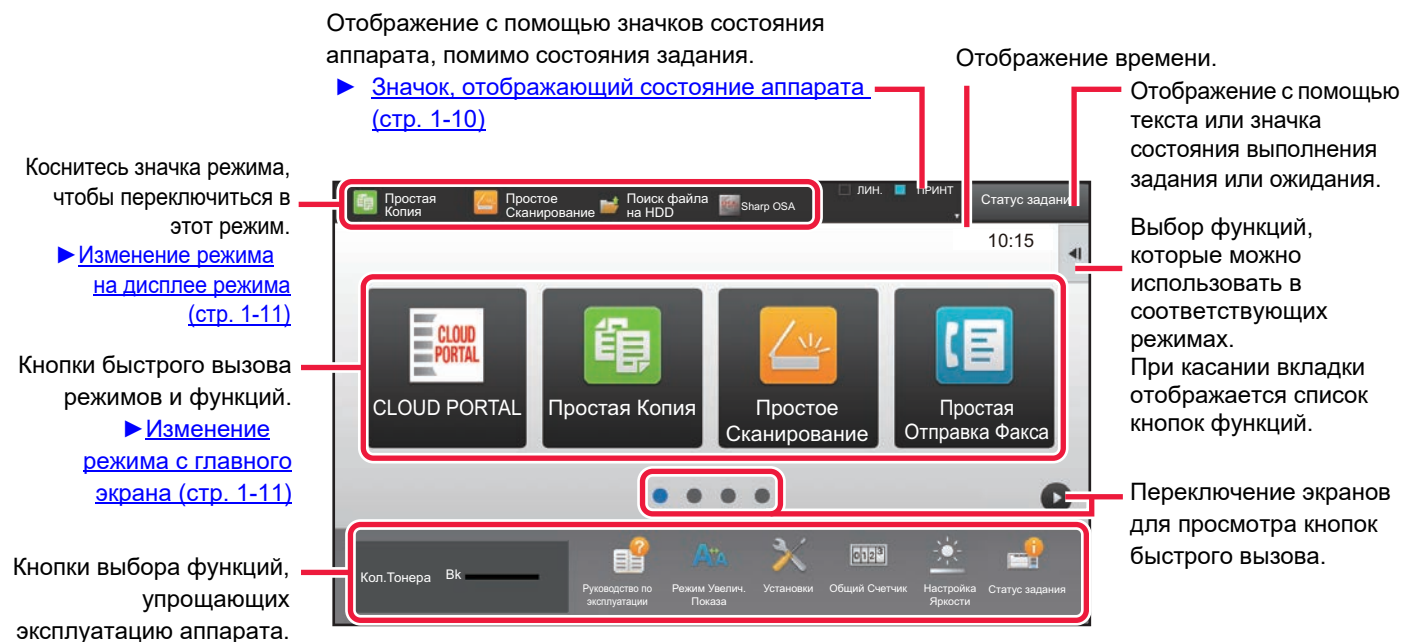 Отображение с помощью значков состояния
аппарата, помимо состояния задания.
► Значок, отображающий состояние аппарата
(стр. 1-10)
Отображение времени.
Отображение с помощью
текста или значка
состояния выполнения
задания или ожидания.
Коснитесь значка режима,
чтобы переключиться в
этот режим.
►Изменение режима
на дисплее режима
(стр. 1-11)
Простая
Копия
Простое
Сканирование
Поиск файла
на HDD
Sharp OSA
ЛИН.
ПРИНТ
Статус задани
10:15
Выбор функций,
которые можно
использовать в
соответствующих
режимах.
При касании вкладки
отображается список
кнопок функций.
Кнопки быстрого вызова
режимов и функций.
►Изменение
режима с главного
экрана (стр. 1-11)
CLOUD
PORTAL
CLOUD PORTAL
Простая Копия
Простое
Сканирование
Простая
Отправка Факса
Переключение экранов
для просмотра кнопок
быстрого вызова.
Кнопки выбора функций,
упрощающих
эксплуатацию аппарата.
Кол.Тонера Bk
Руководство по
эксплуатации
Режим Увелич.
Показа
Установки
Общий Счетчик
Настройка
Яркости
Статус задания